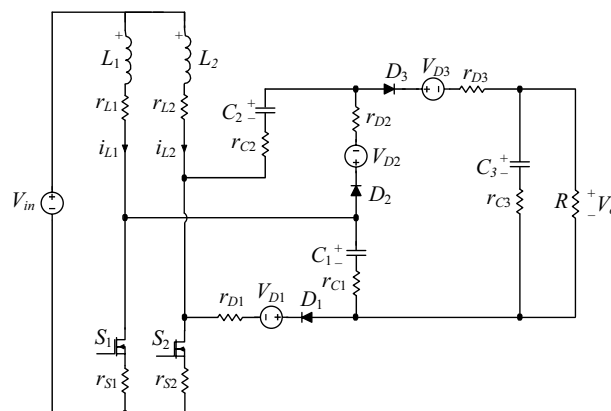 + L1 + L2
rL1 rL2
iL1 iL2
Vin + −
C2 + − rC2
D3 VD3 + − rD3
rD2
VD2 + −
D2
C3 + − rC3
R + − Vo
C1 + − rC1
rD1 VD1 − + D1
S1 S2
rS1 rS2